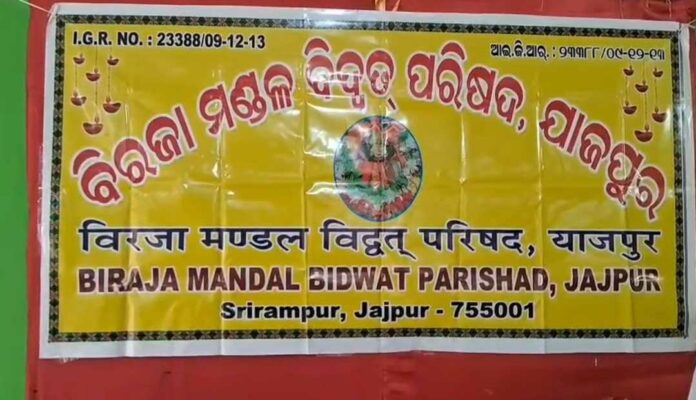 I.G.R. NO. : 23388/09-12-13
ଆଇ.ଜି.ଆର୍. : ୨୩୩୮୮/୦୯-୧୨-୧୩
ବିରଜା ମଣ୍ଡଳ ବିଦ୍ୱତ୍ ପରିଷଦ, ଯାଜପୁର
विरजा मण्डल विद्वत् परिषद, याजपुर
BIRAJA MANDAL BIDWAT PARISHAD, JAJPUR
Srirampur, Jajpur - 755001